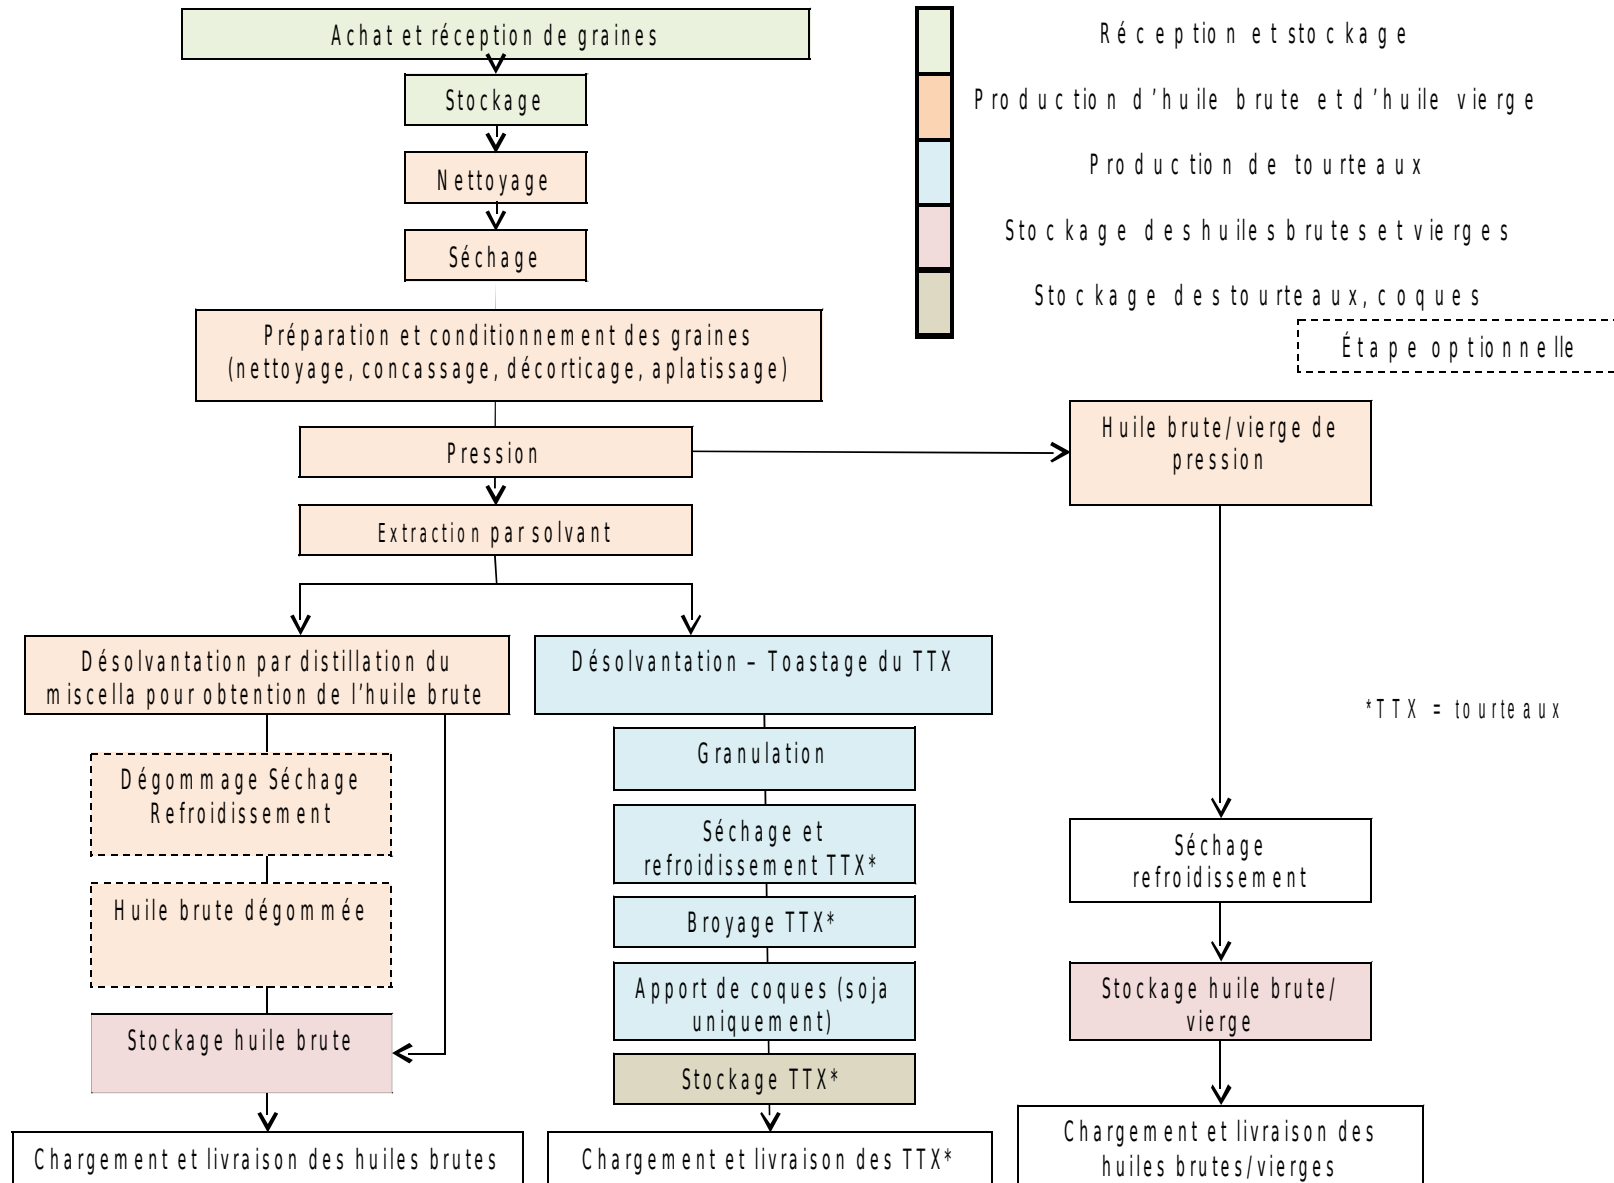 Achat et réception de graines
Stockage
Nettoyage
Séchage
Préparation et conditionnement des graines
(nettoyage, concassage, décorticage, aplatissage)
Pression
Extraction par solvant
Réception et stockage
Production d’huile brute et d’huile vierge
Production de tourteaux
Stockage des huiles brutes et vierges
Stockage des tourteaux, coques
Étape optionnelle
Huile brute/vierge de
pression
Désolvantation par distillation du
miscella pour obtention de l’huile brute
Dégommage Séchage
Refroidissement
Huile brute dégommée
Stockage huile brute
Chargement et livraison des huiles brutes
Désolvantation – Toastage du TTX
Granulation
Séchage et
refroidissement TTX*
Broyage TTX*
Apport de coques (soja
uniquement)
Stockage TTX*
Chargement et livraison des TTX*
*TTX = tourteaux
Séchage
refroidissement
Stockage huile brute/
vierge
Chargement et livraison des
huiles brutes/vierges